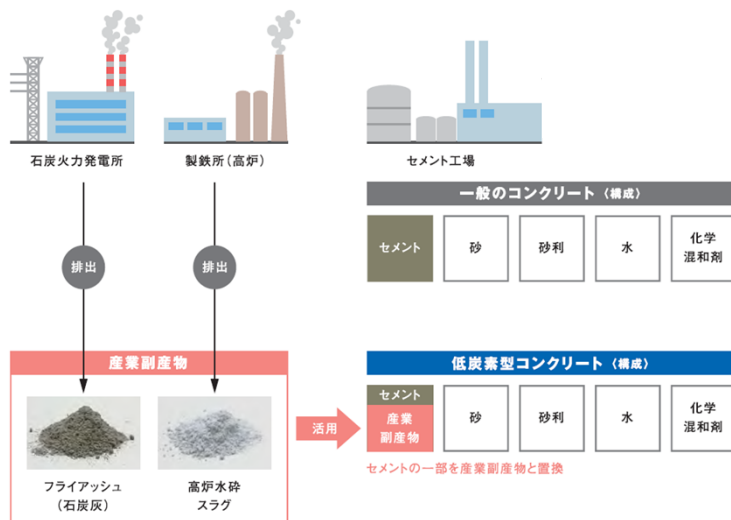 石炭火力発電所
製鉄所(高炉)
セメント工場
一般のコンクリート〈構成〉
セメント
砂
砂利
水
化学
混和剤
排出
排出
産業副産物
フライアッシュ
(石炭灰)
高炉水砕
スラグ
活用
低炭素型コンクリート〈構成〉
セメント
産業
副産物
砂
砂利
水
化学
混和剤
セメントの一部を産業副産物と置換